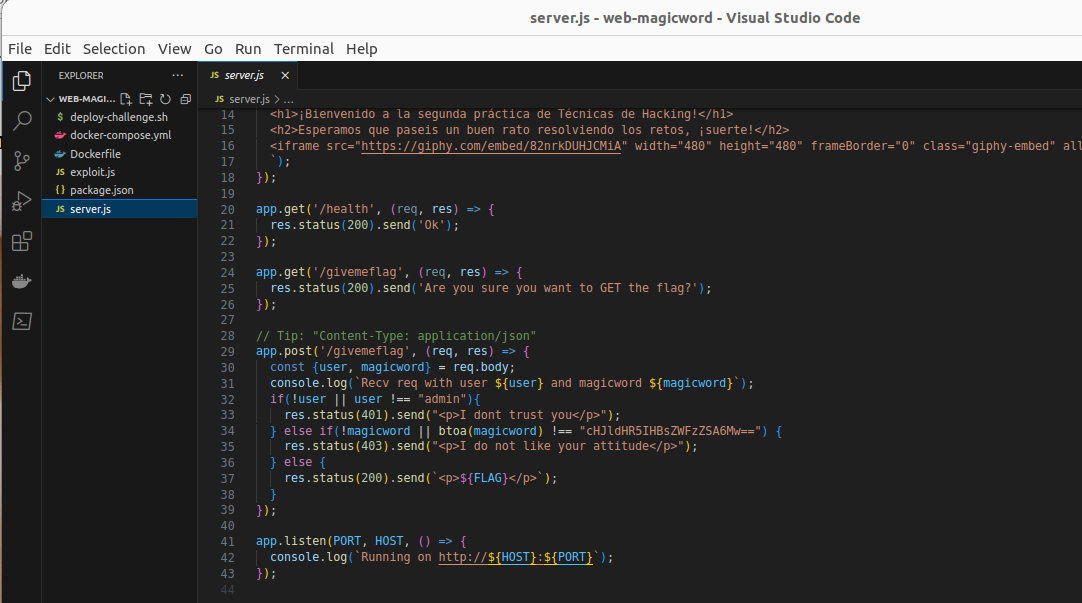 server.js - web-magicword - Visual Studio Code
File Edit Selection View Go Run Terminal Help
EXPLORER ···
JS server.js ×
WEB-MAGI...
JS server.js > ...
$ deploy-challenge.sh
docker-compose.yml
Dockerfile
JS exploit.js
{} package.json
JS server.js
14 <h1>¡Bienvenido a la segunda práctica de Técnicas de Hacking!</h1>
15 <h2>Esperamos que paseis un buen rato resolviendo los retos, ¡suerte!</h2>
16 <iframe src="https://giphy.com/embed/82nrkDUHJCMiA" width="480" height="480" frameBorder="0" class="giphy-embed" all
17 `);
18 });
19
20 app.get('/health', (req, res) => {
21 res.status(200).send('Ok');
22 });
23
24 app.get('/givemeflag', (req, res) => {
25 res.status(200).send('Are you sure you want to GET the flag?');
26 });
27
28 // Tip: "Content-Type: application/json"
29 app.post('/givemeflag', (req, res) => {
30 const {user, magicword} = req.body;
31 console.log(`Recv req with user ${user} and magicword ${magicword}`);
32 if(!user || user !== "admin"){
33 res.status(401).send("<p>I dont trust you</p>");
34 } else if(!magicword || btoa(magicword) !== "cHJldHR5IHBsZWFzZSA6Mw==") {
35 res.status(403).send("<p>I do not like your attitude</p>");
36 } else {
37 res.status(200).send(`<p>${FLAG}</p>`);
38 }
39 });
40
41 app.listen(PORT, HOST, () => {
42 console.log(`Running on http://${HOST}:${PORT}`);
43 });
44